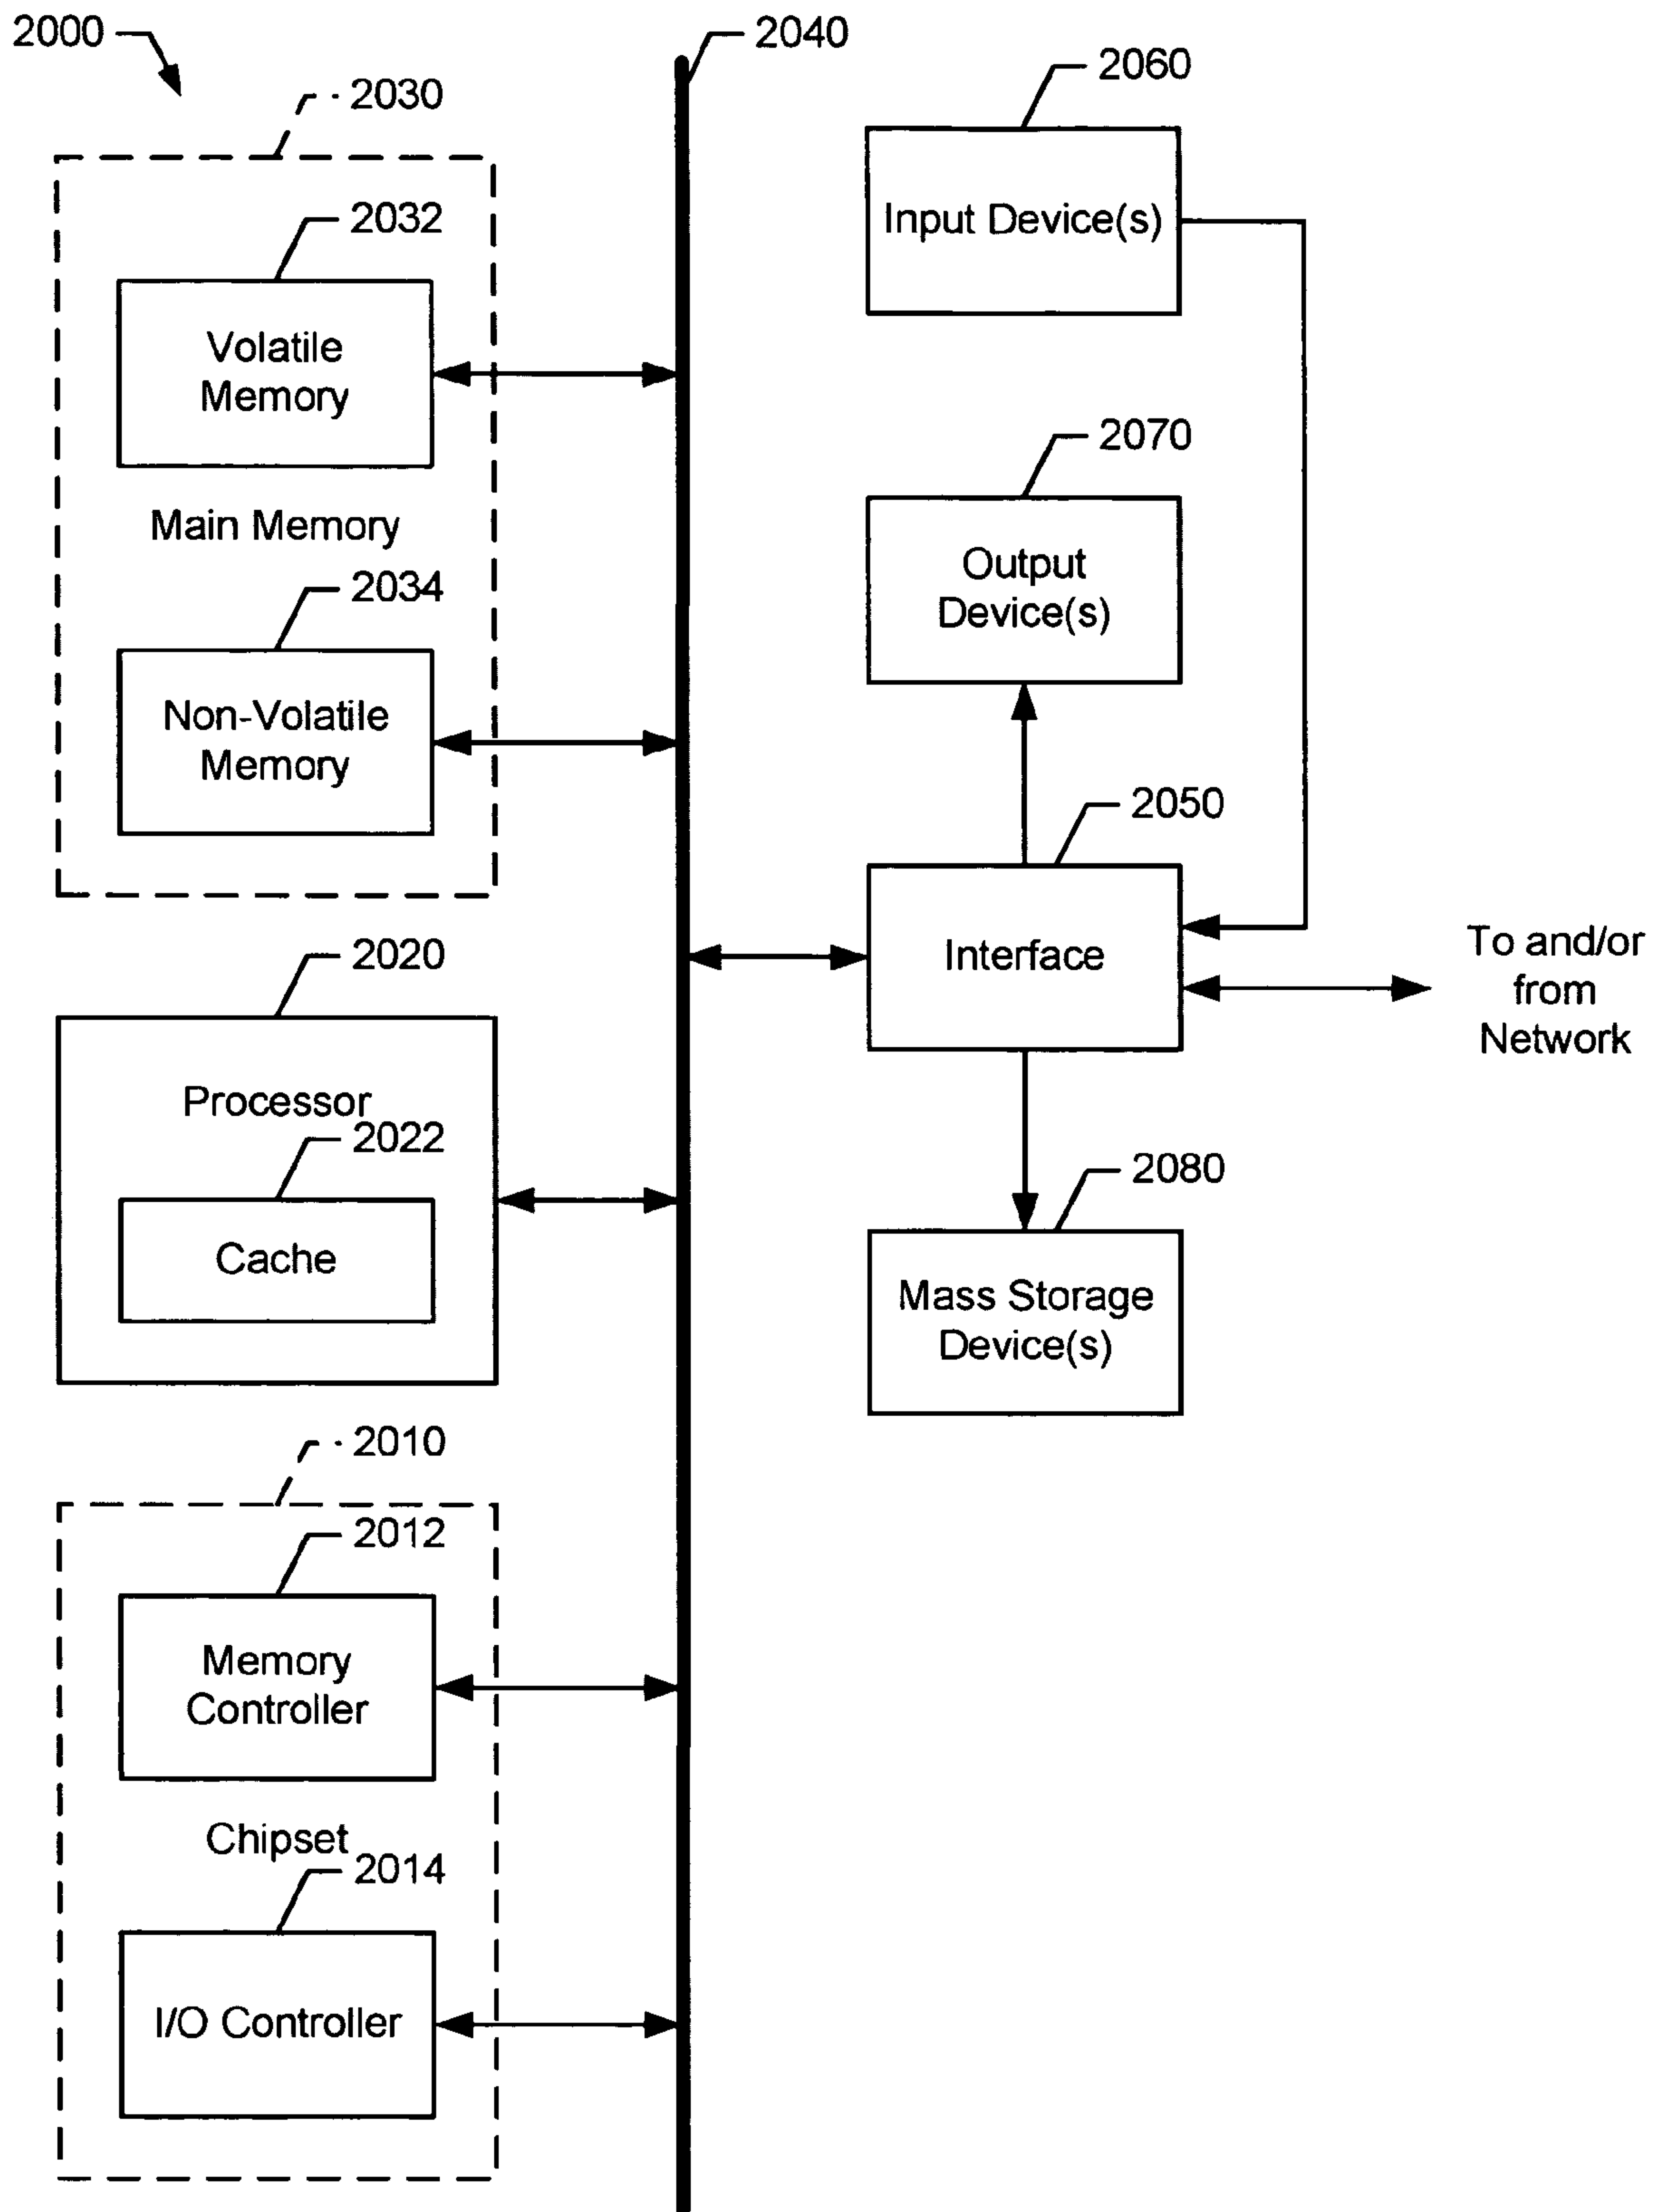 2000
2040
2060
2030
2032
Input Device(s)
Volatile
Memory
2070
Main Memory
Output
Device(s)
2034
Non-Volatile
Memory
2050
2020
Interface
To and/or
from
Network
Processor
2022
2080
Cache
Mass Storage
Device(s)
2010
2012
Memory
Controller
Chipset
2014
I/O Controller